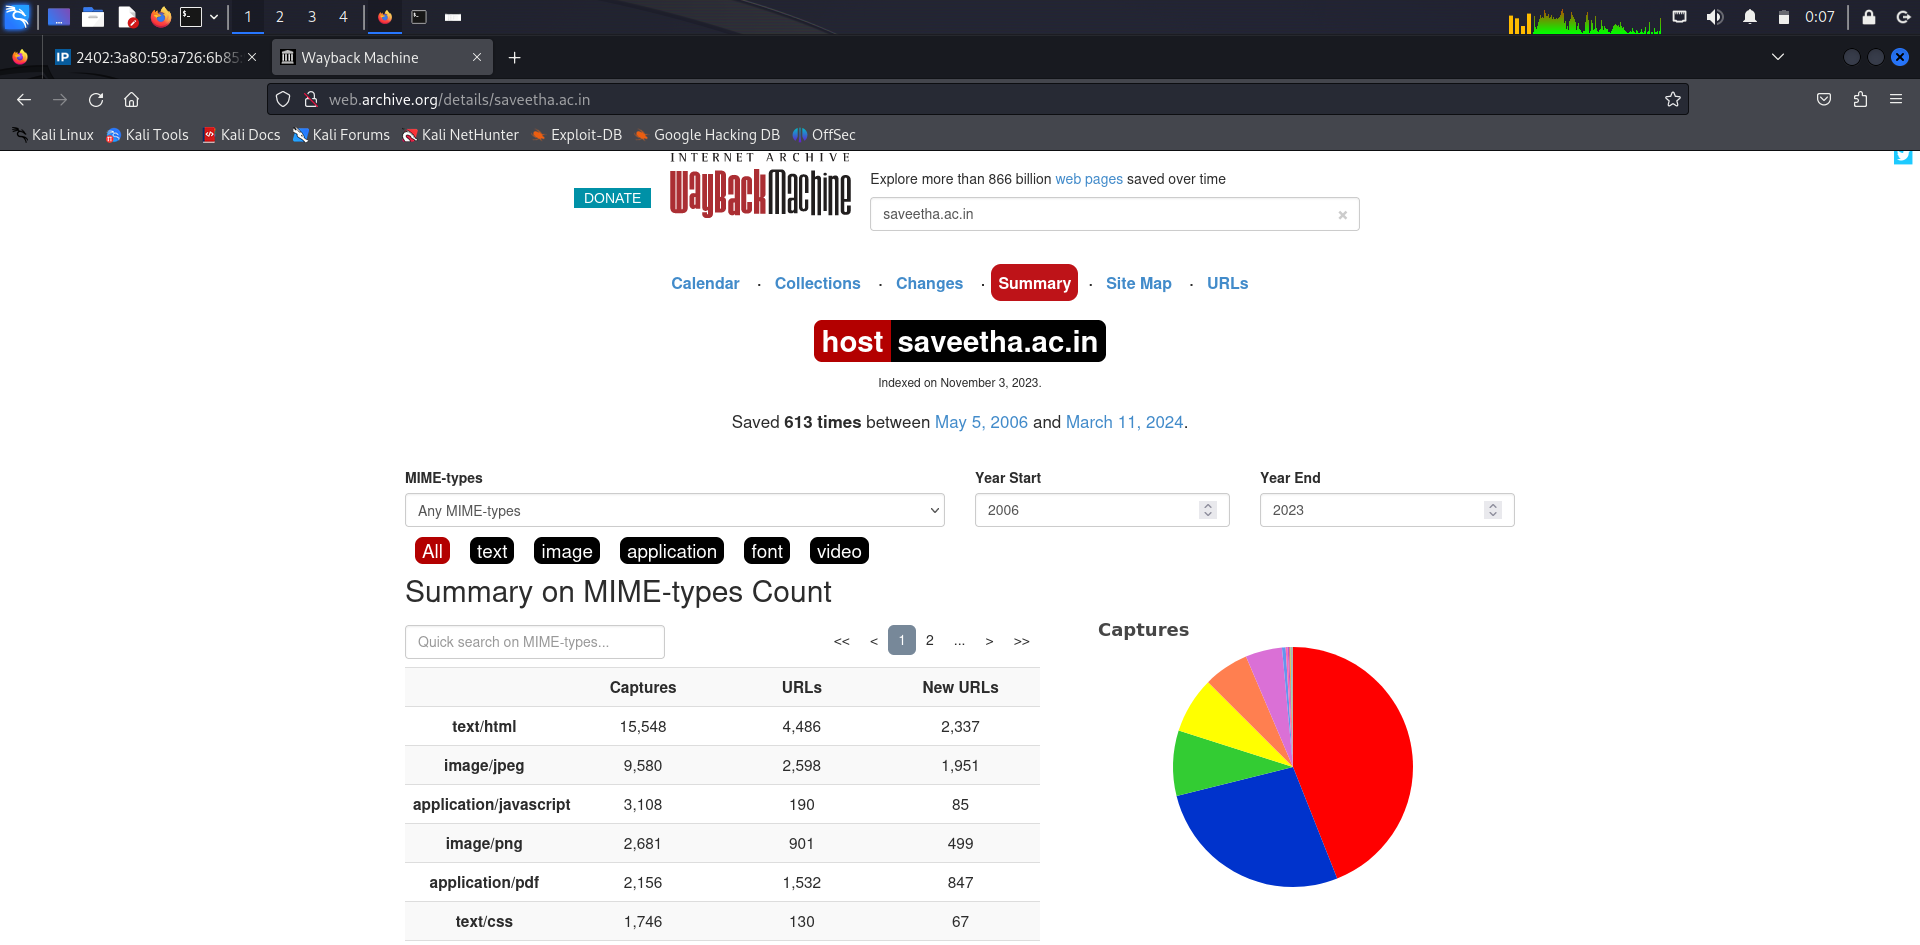 1 2 3 4 0:07
IP 2402:3a80:59:a726:6b85: Wayback Machine
web.archive.org/details/saveetha.ac.in
Kali Linux Kali Tools Kali Docs Kali Forums Kali NetHunter Exploit-DB Google Hacking DB OffSec
INTERNET ARCHIVE
DONATE WayBackMachine
Explore more than 866 billion web pages saved over time
saveetha.ac.in ×
Calendar · Collections · Changes · Summary · Site Map · URLs
host saveetha.ac.in
Indexed on November 3, 2023.
Saved 613 times between May 5, 2006 and March 11, 2024.
MIME-types Year Start Year End
Any MIME-types 2006 2023
All text image application font video
Summary on MIME-types Count
Quick search on MIME-types... << < 1 2 ... > >>
Captures
Captures URLs New URLs
text/html 15,548 4,486 2,337
image/jpeg 9,580 2,598 1,951
application/javascript 3,108 190 85
image/png 2,681 901 499
application/pdf 2,156 1,532 847
text/css 1,746 130 67